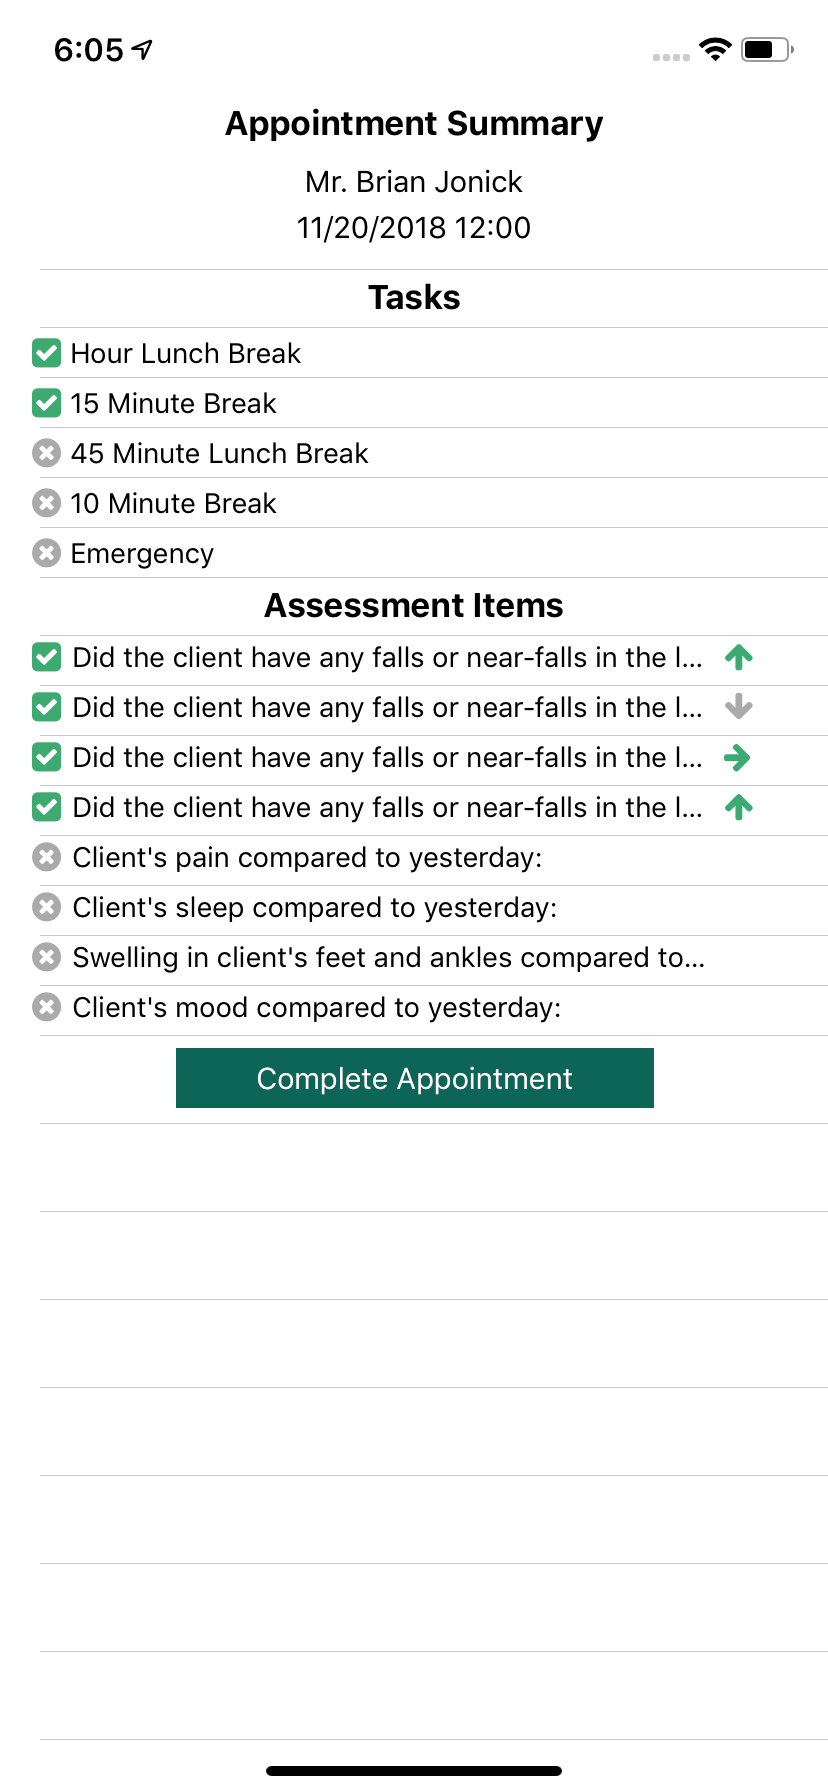 6:05
Appointment Summary
Mr. Brian Jonick
11/20/2018 12:00
Tasks
Hour Lunch Break
15 Minute Break
45 Minute Lunch Break
10 Minute Break
Emergency
Assessment Items
Did the client have any falls or near-falls in the l...
Did the client have any falls or near-falls in the l...
Did the client have any falls or near-falls in the l...
Did the client have any falls or near-falls in the l...
Client's pain compared to yesterday:
Client's sleep compared to yesterday:
Swelling in client's feet and ankles compared to...
Client's mood compared to yesterday:
Complete Appointment